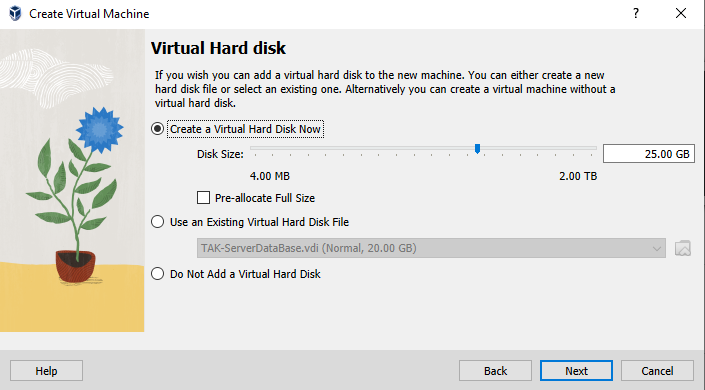 Create Virtual Machine
?
Virtual Hard disk
If you wish you can add a virtual hard disk to the new machine. You can either create a new
hard disk file or select an existing one. Alternatively you can create a virtual machine without a
virtual hard disk.
Create a Virtual Hard Disk Now
Disk Size:
25.00 GB
4.00 MB
2.00 TB
Pre-allocate Full Size
Use an Existing Virtual Hard Disk File
TAK-ServerDataBase.vdi (Normal, 20.00 GB)
Do Not Add a Virtual Hard Disk
Help
Back
Next
Cancel